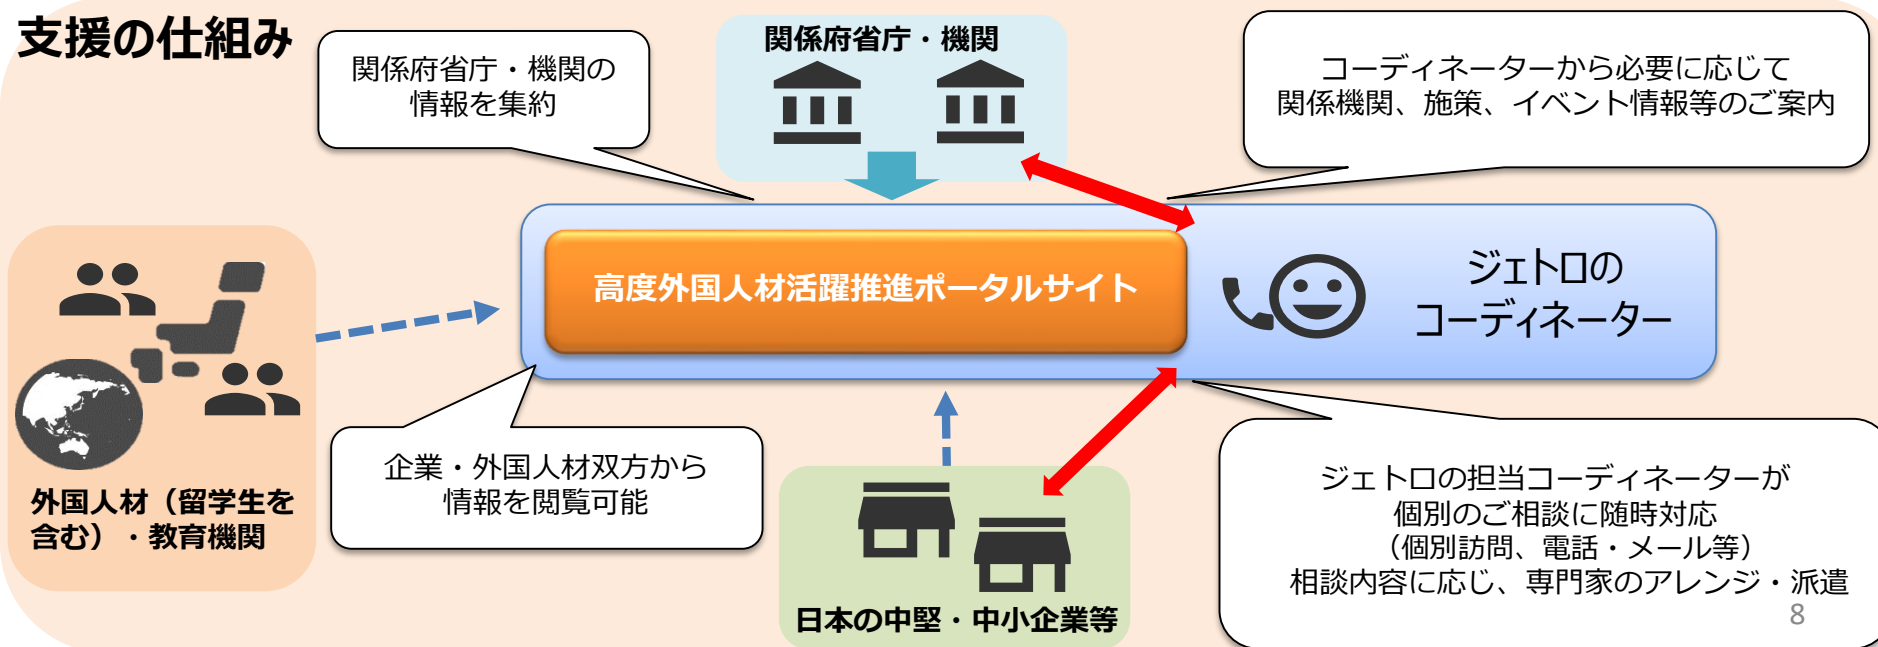 支援の仕組み
関係府省庁・機関の
情報を集約
関係府省庁・機関
コーディネーターから必要に応じて
関係機関、施策、イベント情報等のご案内
高度外国人材活躍推進ポータルサイト
ジェトロの
コーディネーター
外国人材（留学生を
含む）・教育機関
企業・外国人材双方から
情報を閲覧可能
日本の中堅・中小企業等
ジェトロの担当コーディネーターが
個別のご相談に随時対応
（個別訪問、電話・メール等）
相談内容に応じ、専門家のアレンジ・派遣
8